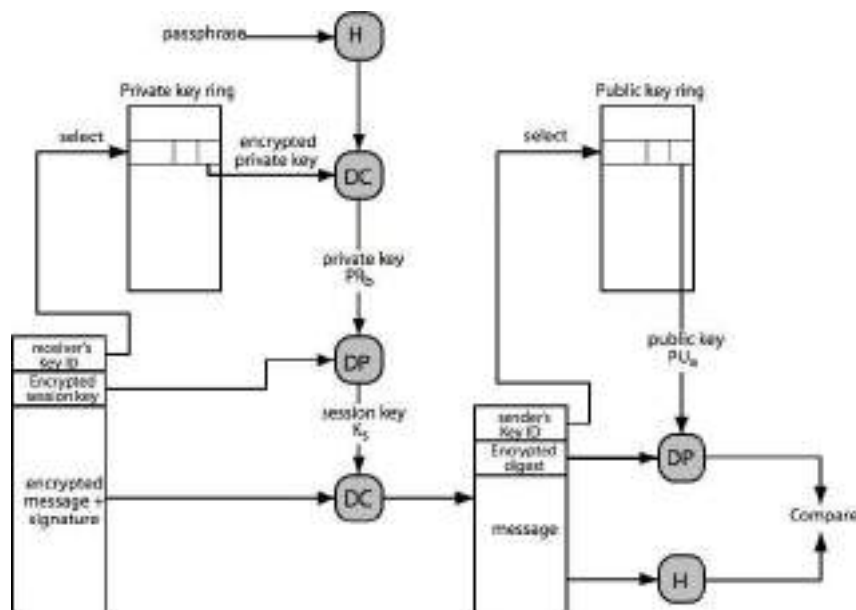 passphrase
H
Private key ring
Public key ring
select
encrypted
private key
select
DC
private key
PRb
public key
PUa
receiver's
Key ID
Encrypted
session key
DP
session key
Ks
sender's
Key ID
Encrypted
digest
DP
encrypted
message +
signature
DC
message
Compare
H